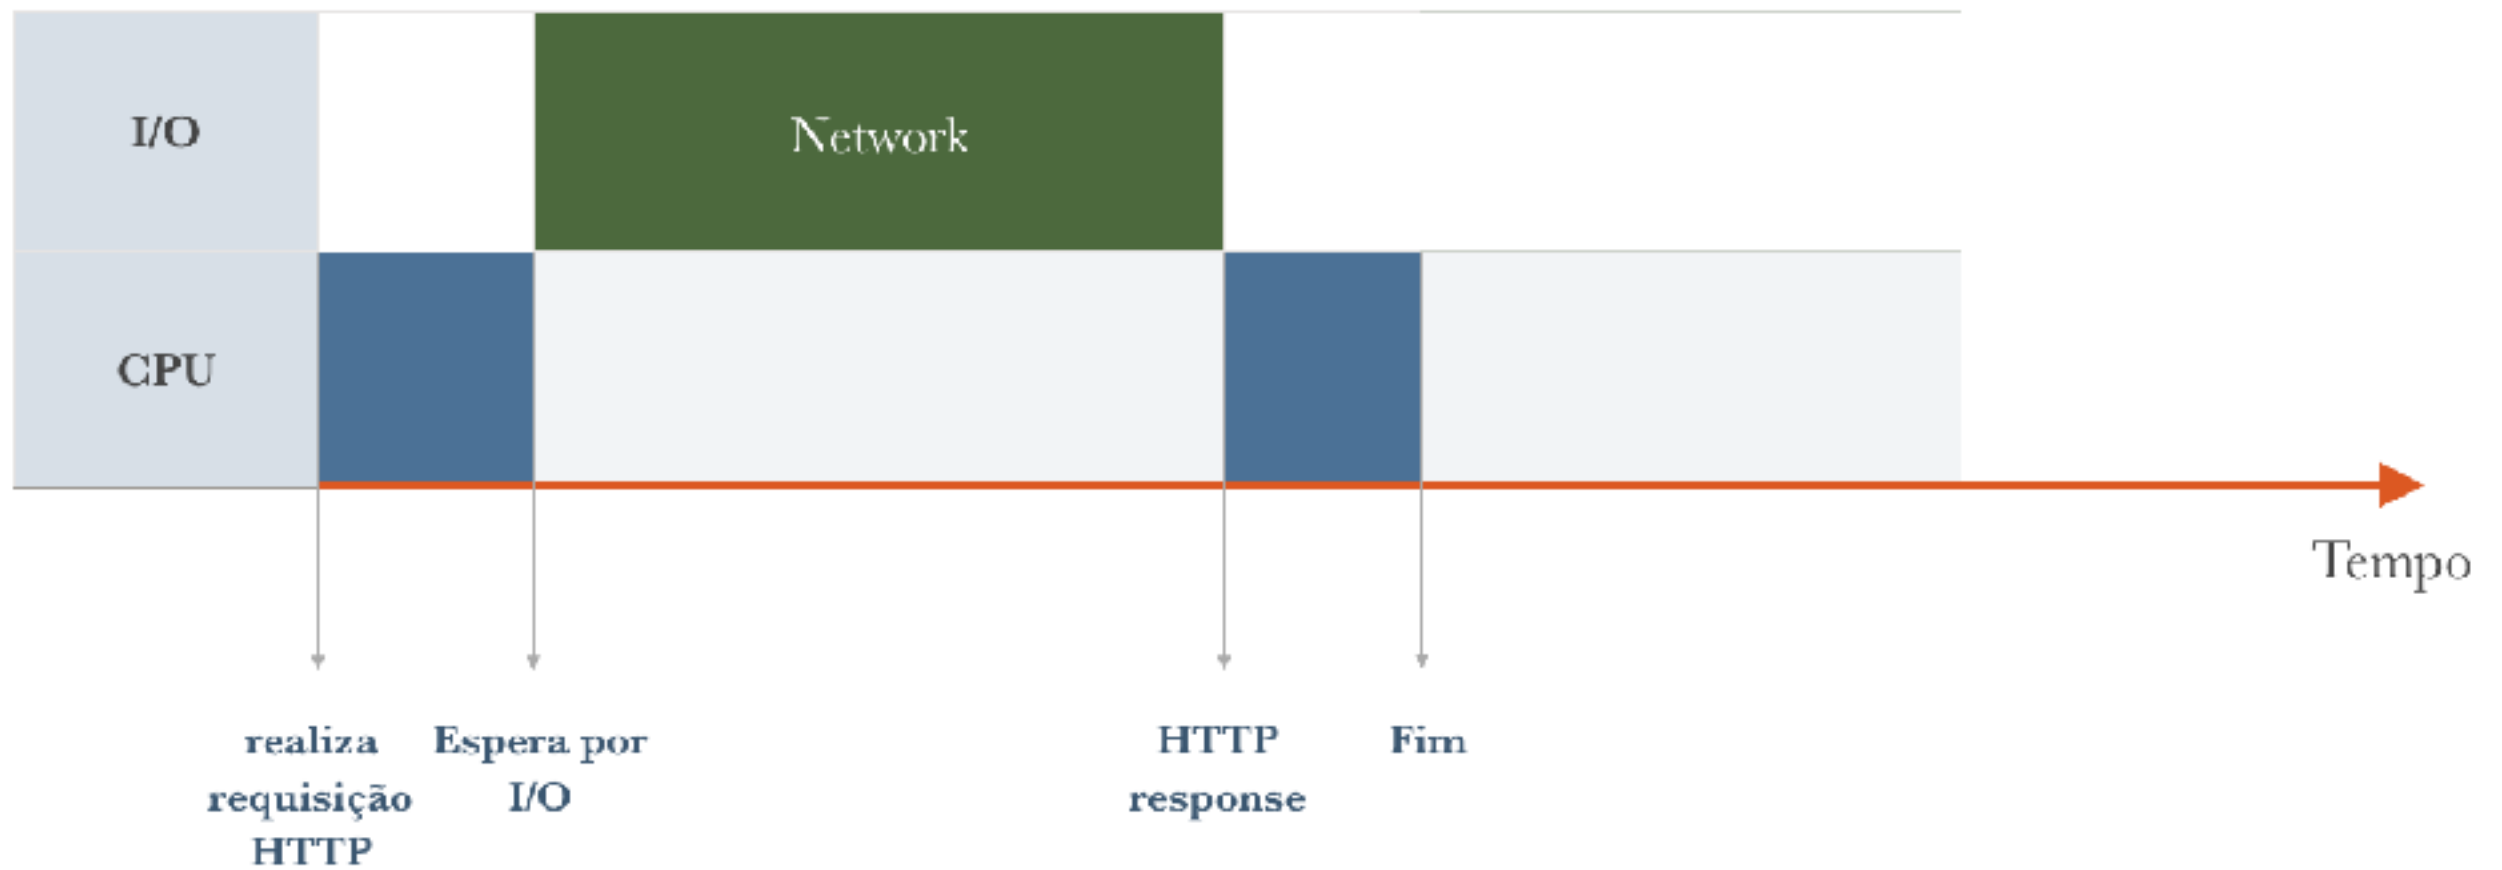 I/O
Network
CPU
Tempo
realiza
requisição
HTTP
Espera por
I/O
HTTP
response
Fim